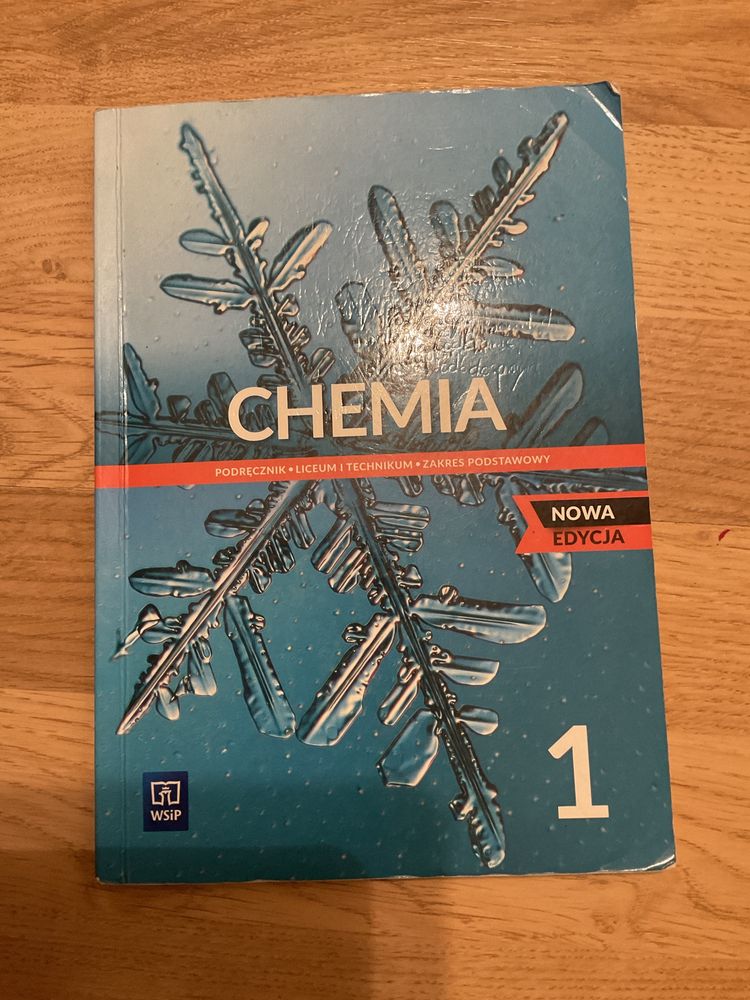 CHEMIA
PODRĘCZNIK • LICEUM I TECHNIKUM • ZAKRES PODSTAWOWY
NOWA
EDYCJA
1
WSiP